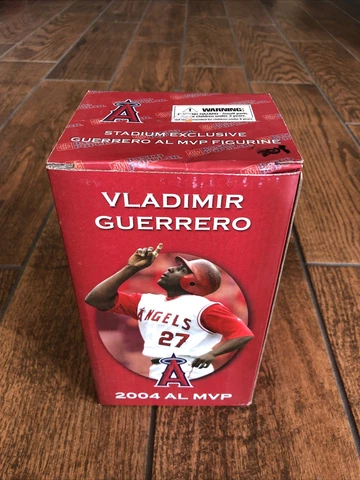 A
WARNING:
STADIUM EXCLUSIVE
GUERRERO AL MVP FIGURINE
VLADIMIR
GUERRERO
ANGELS
27
A
2004 AL MVP